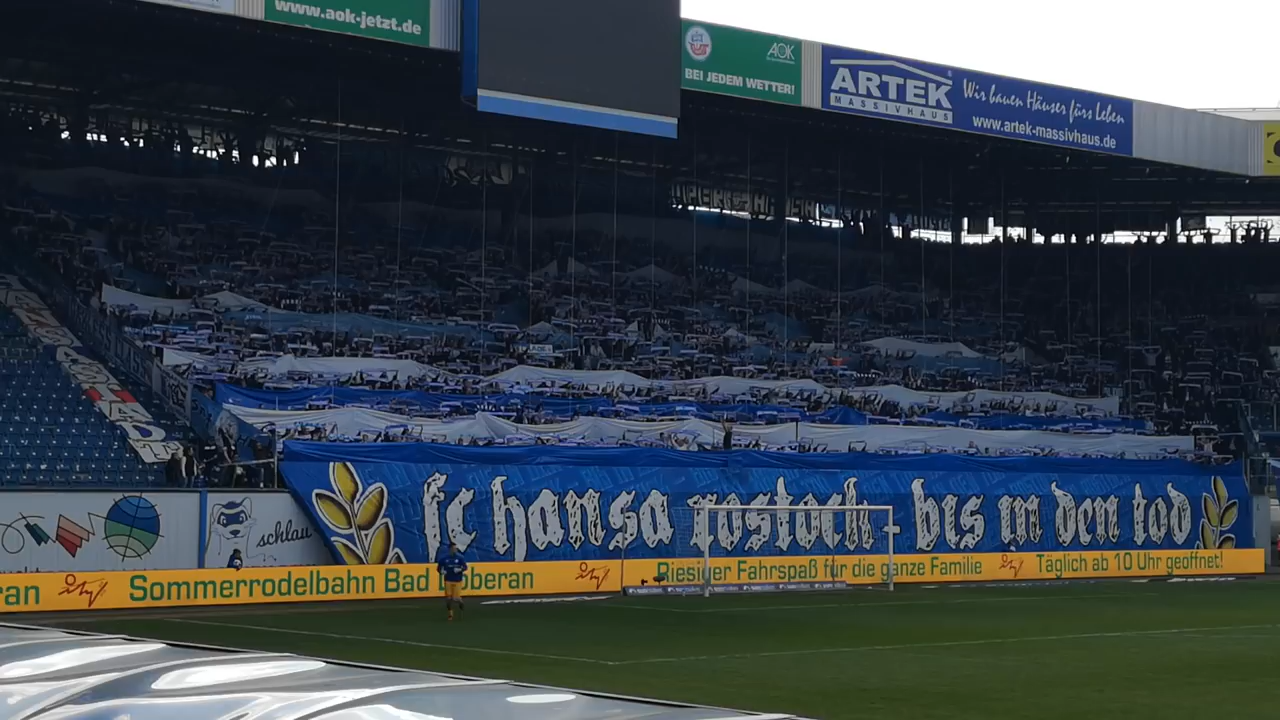 www.aok-jetzt.de
AOK
BEI JEDEM WETTER!
ARTEK
MASSIVHAUS
Wir bauen Häuser fürs Leben
www.artek-massivhaus.de
fc hansa rostock - bis in den tod
schlau
Sommerrodelbahn Bad Doberan
Riesiger Fahrspaß für die ganze Familie
Täglich ab 10 Uhr geöffnet!